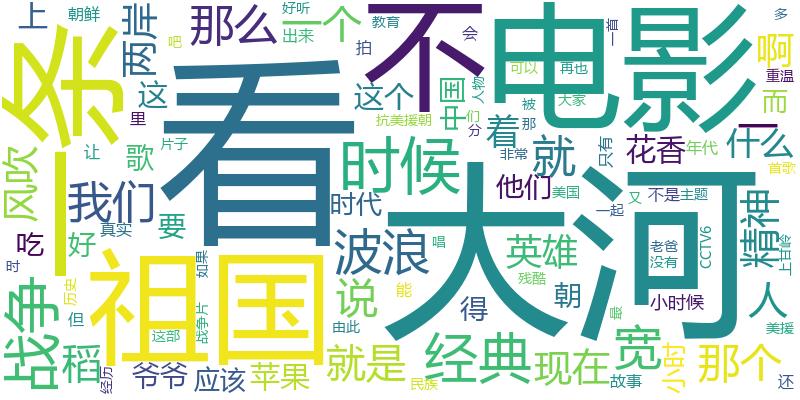 上
朝鲜
两岸
那么
好听
一个
出来
教育
拍
不
会
电影
一首
多
啊
重温
一条
看
吧
这
里
这个
中国
人物
可以
再也
大家
而
一
抗美援朝
们
分
着
被
那
非常
就
只有
花香
年代
什么
首歌
风吹
让
歌
片子
时候
他们
美国
又
不是
主题
我们
要
时代
大河
一起
精神
吃
好
真实
时
祖国
如果
波浪
唱
英雄
残酷
老爸
没有
CCTV6
上甘岭
历史
战争
但
说
能
得
朝
最
小时候
人
美援
稻
这部
战争片
由此
就是
经典
现在
宽
小时
那个
经历
爷爷
应该
苹果
民族
故事
还